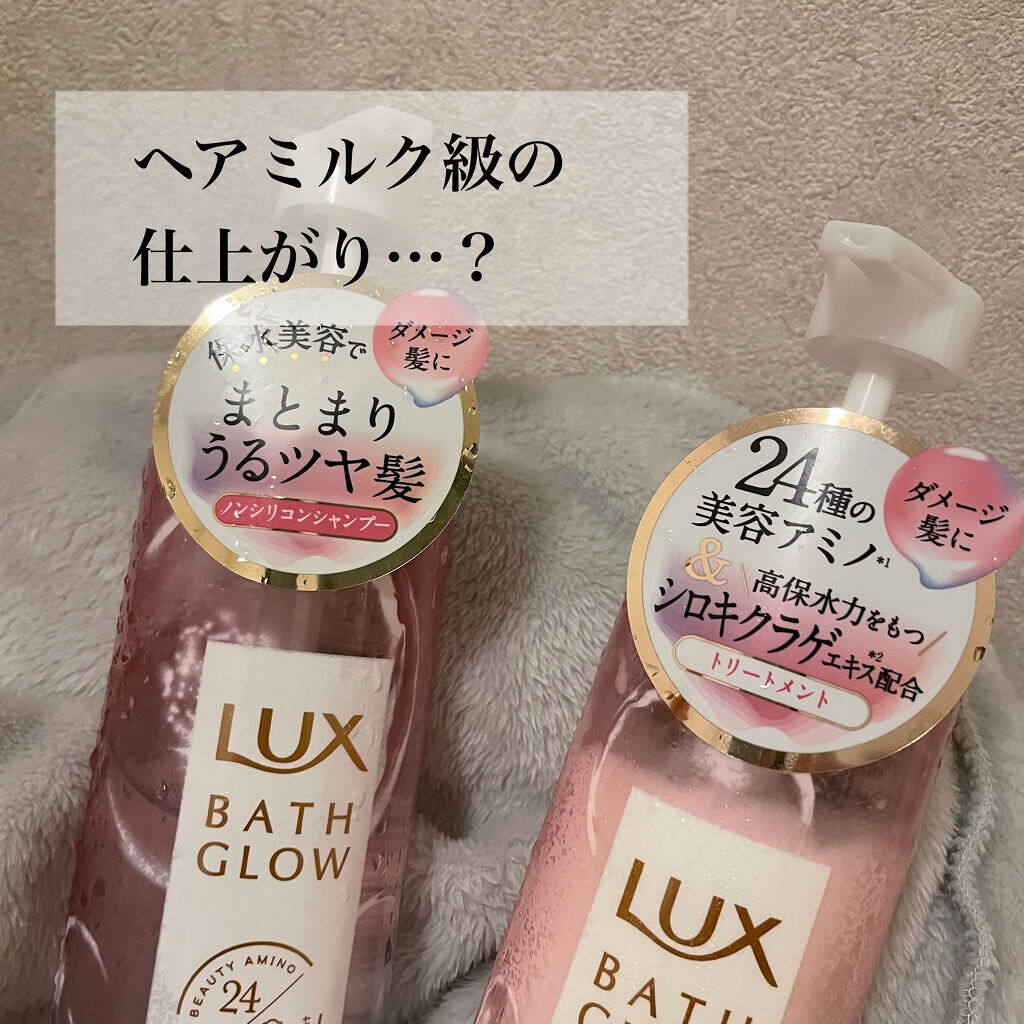 ヘアミルク級の
仕上がり…？
保水美容で
まとまり
うるツヤ髪
ノンシリコンシャンプー
ダメージ
髪に
LUX
BATH
GLOW
BEAUTY AMINO
24
24種の
美容アミノ*1
&
高保水力をもつ
シロキクラゲエキス*2配合
トリートメント
ダメージ
髪に
LUX
BATH